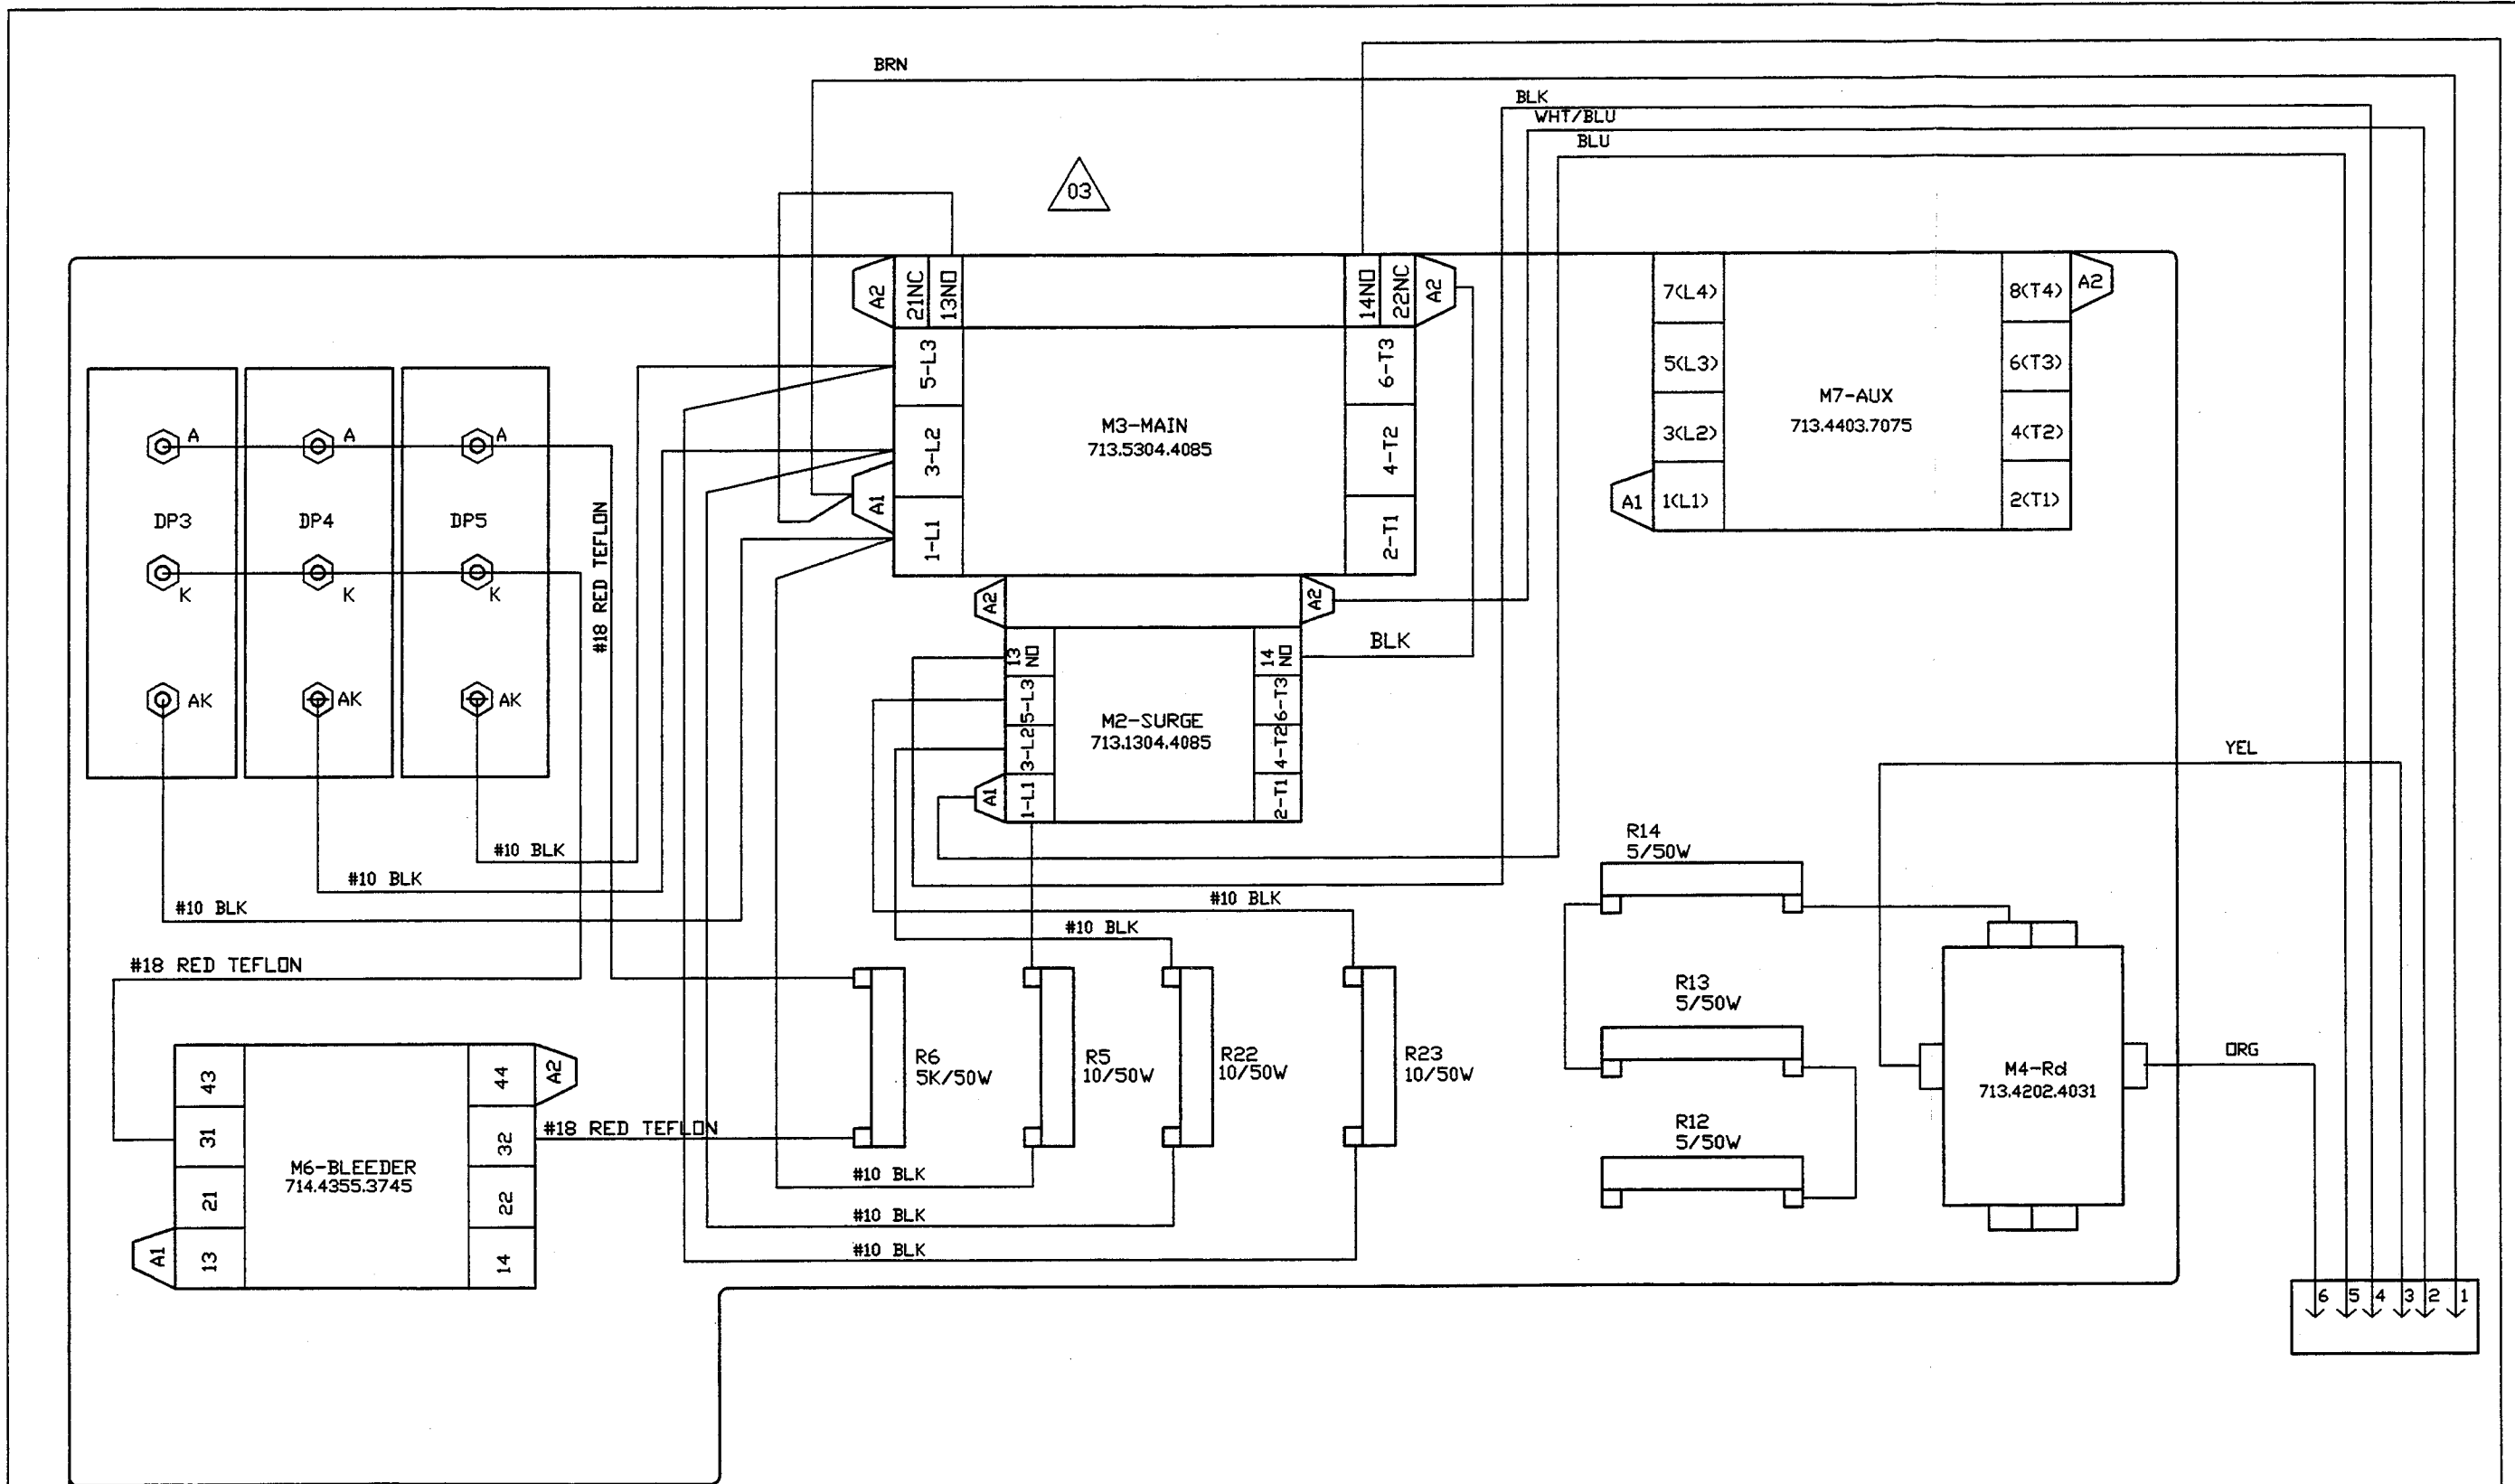 BRN
BLK
WHT/BLU
BLU
03
A2
21NC
13NO
14NO
22NC
A2
5-L3
6-T3
3-L2
4-T2
A1
1-L1
2-T1
M3-MAIN
713.5304.4085
7(L4)
8(T4)
A2
5(L3)
6(T3)
3(L2)
4(T2)
A1
1(L1)
2(T1)
M7-AUX
713.4403.7075
A
A
A
DP3
DP4
DP5
K
K
K
AK
AK
AK
#18 RED TEFLON
#10 BLK
#10 BLK
#10 BLK
A2
A2
13
NO
14
NO
BLK
5-L3
6-T3
3-L2
4-T2
A1
1-L1
2-T1
M2-SURGE
713.1304.4085
YEL
R14
5/50W
#10 BLK
#10 BLK
#18 RED TEFLON
R13
5/50W
R12
5/50W
M4-Rd
713.4202.4031
ORG
R6
5K/50W
R5
10/50W
R22
10/50W
R23
10/50W
43
44
A2
31
32
#18 RED TEFLON
21
22
A1
13
14
M6-BLEEDER
714.4355.3745
#10 BLK
#10 BLK
#10 BLK
6 5 4 3 2 1